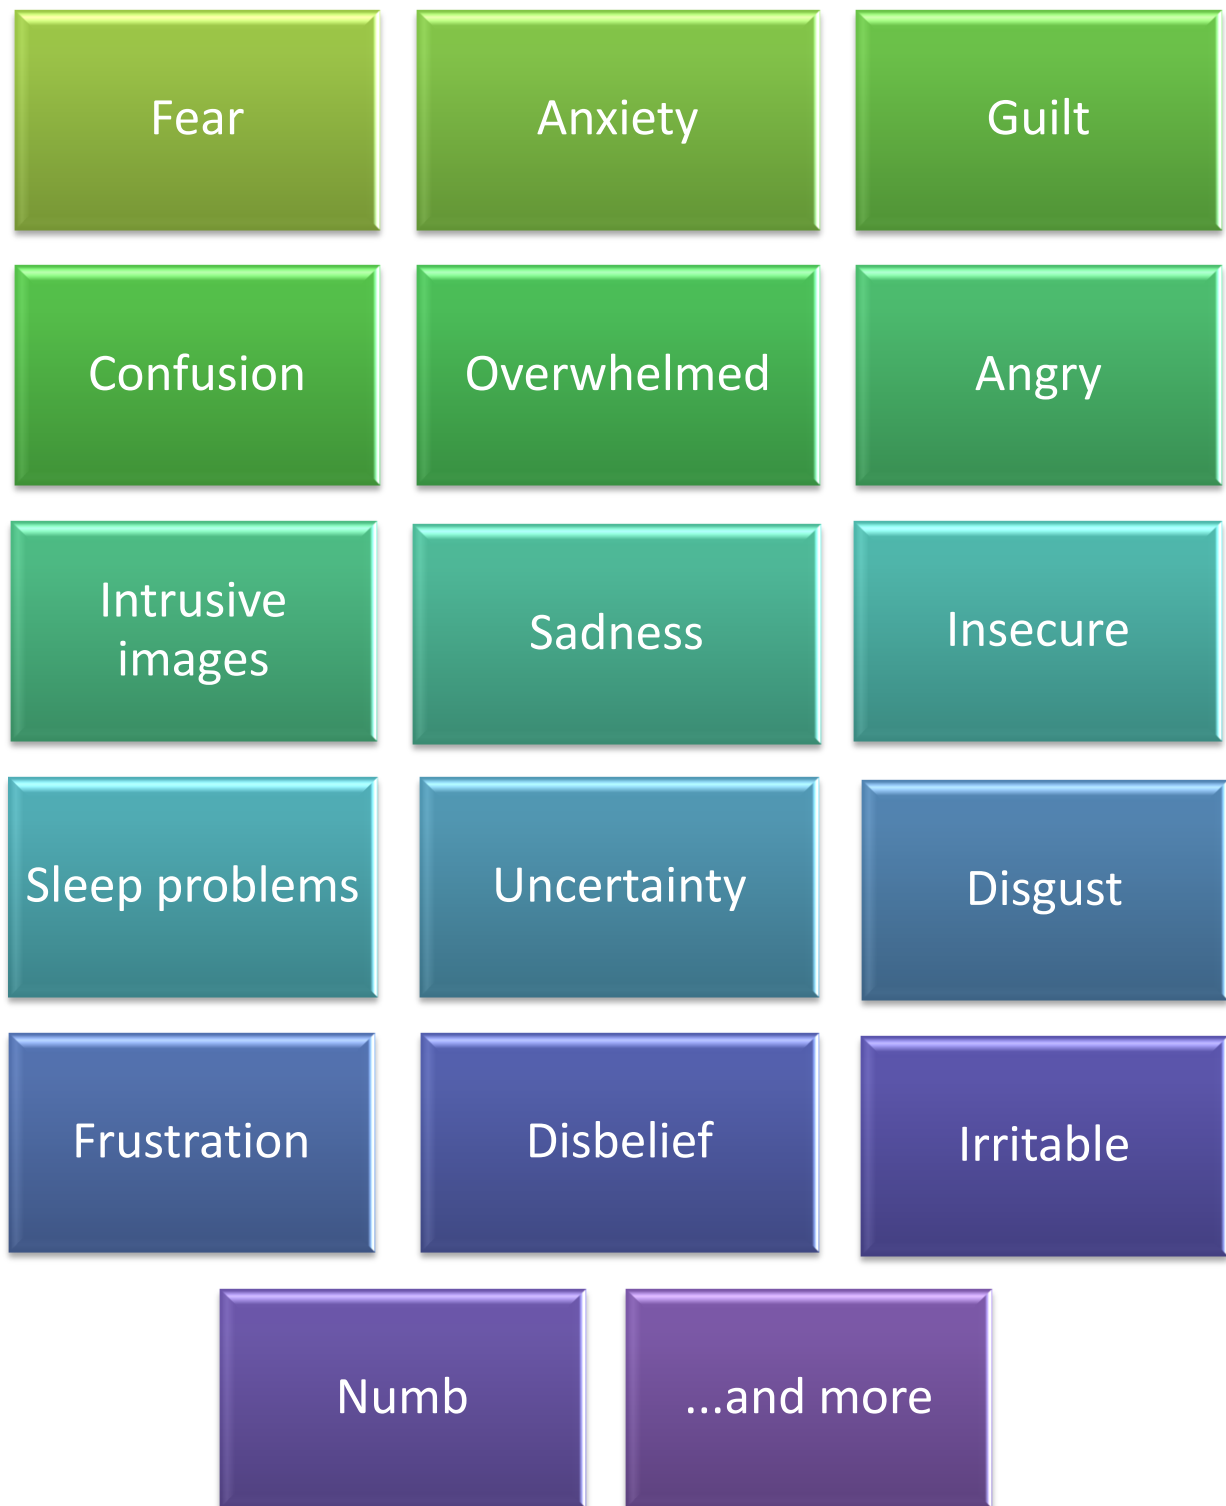 Fear
Anxiety
Guilt
Confusion
Overwhelmed
Angry
Intrusive
images
Sadness
Insecure
Sleep problems
Uncertainty
Disgust
Frustration
Disbelief
Irritable
Numb
...and more